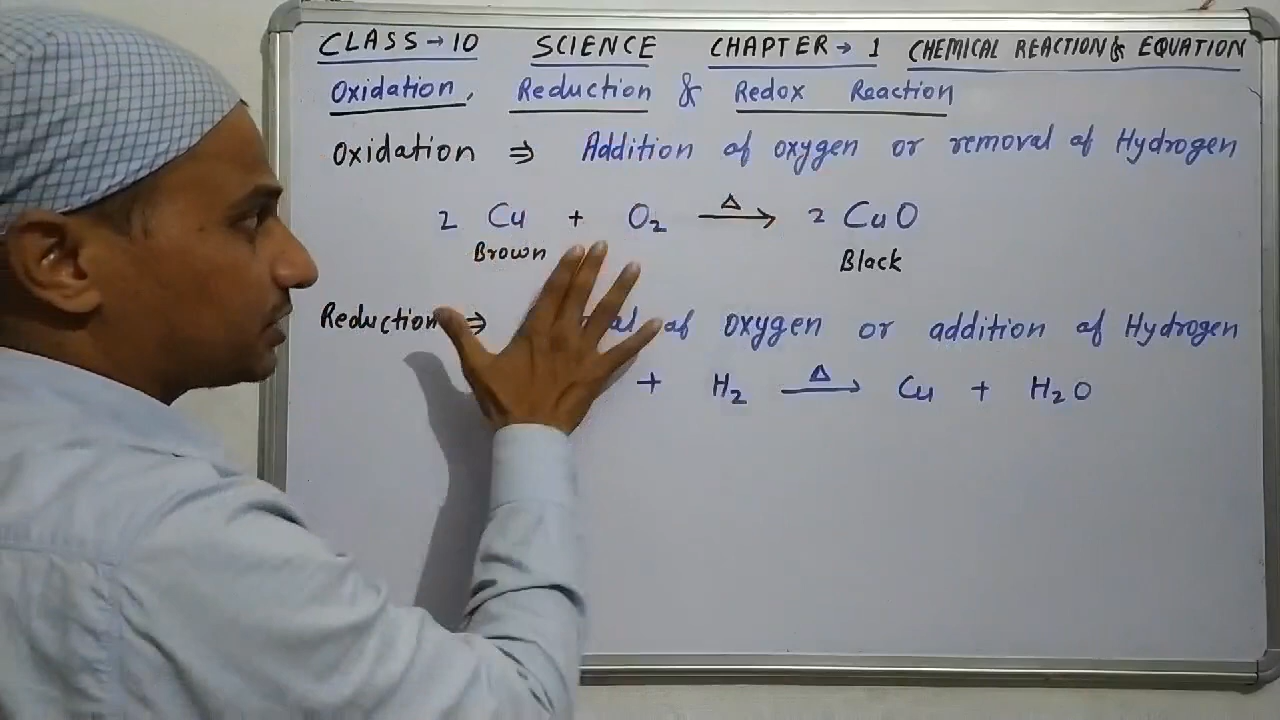 CLASS → 10 SCIENCE CHAPTER → 1 CHEMICAL REACTION & EQUATION
Oxidation, Reduction & Redox Reaction
Oxidation ⇒ Addition of oxygen or removal of Hydrogen
2 Cu + O₂ —Δ→ 2 CuO
Brown Black
Reduction ⇒ of oxygen or addition of Hydrogen
+ H₂ —Δ→ Cu + H₂O